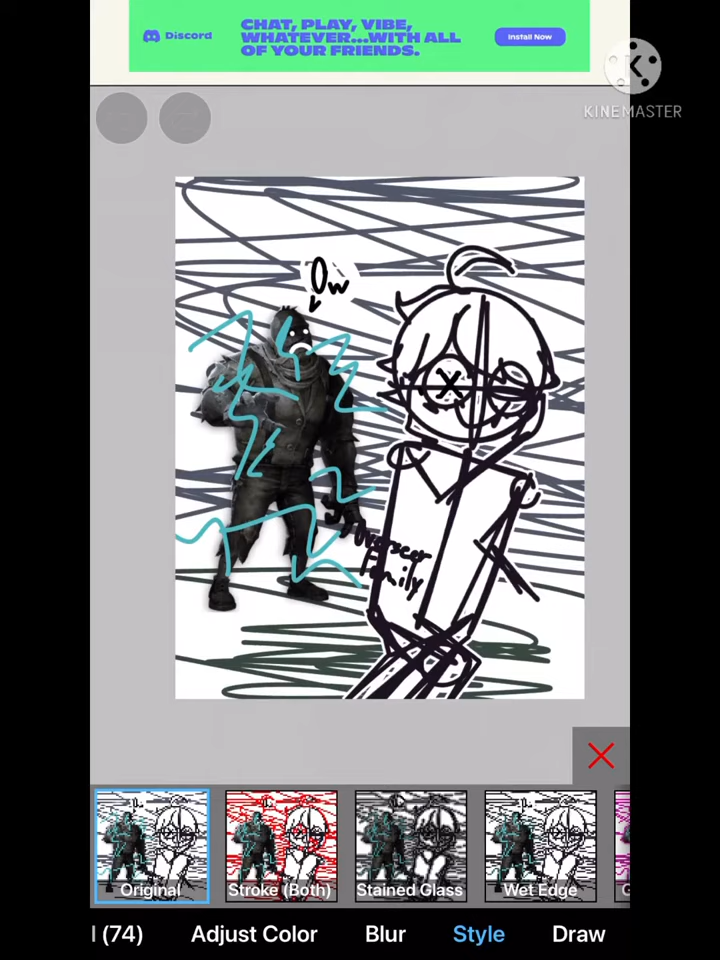 Discord
CHAT, PLAY, VIBE,
WHATEVER...WITH ALL
OF YOUR FRIENDS.
Install Now
K
KINEMASTER
Ow
Overseer
Family
Original
Stroke (Both)
Stained Glass
Wet Edge
l (74)
Adjust Color
Blur
Style
Draw